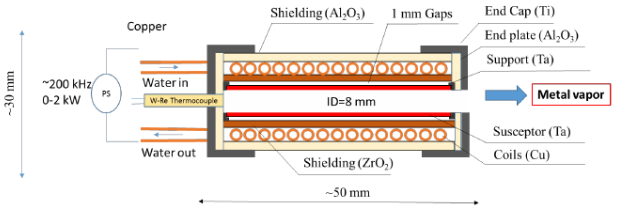 Copper
Shielding (Al₂O₃)
1 mm Gaps
End Cap (Ti)
End plate (Al₂O₃)
Support (Ta)
~30 mm
~200 kHz
0-2 kW
PS
Water in
W-Re Thermocouple
ID=8 mm
Metal vapor
Water out
Susceptor (Ta)
Shielding (ZrO₂)
Coils (Cu)
~50 mm